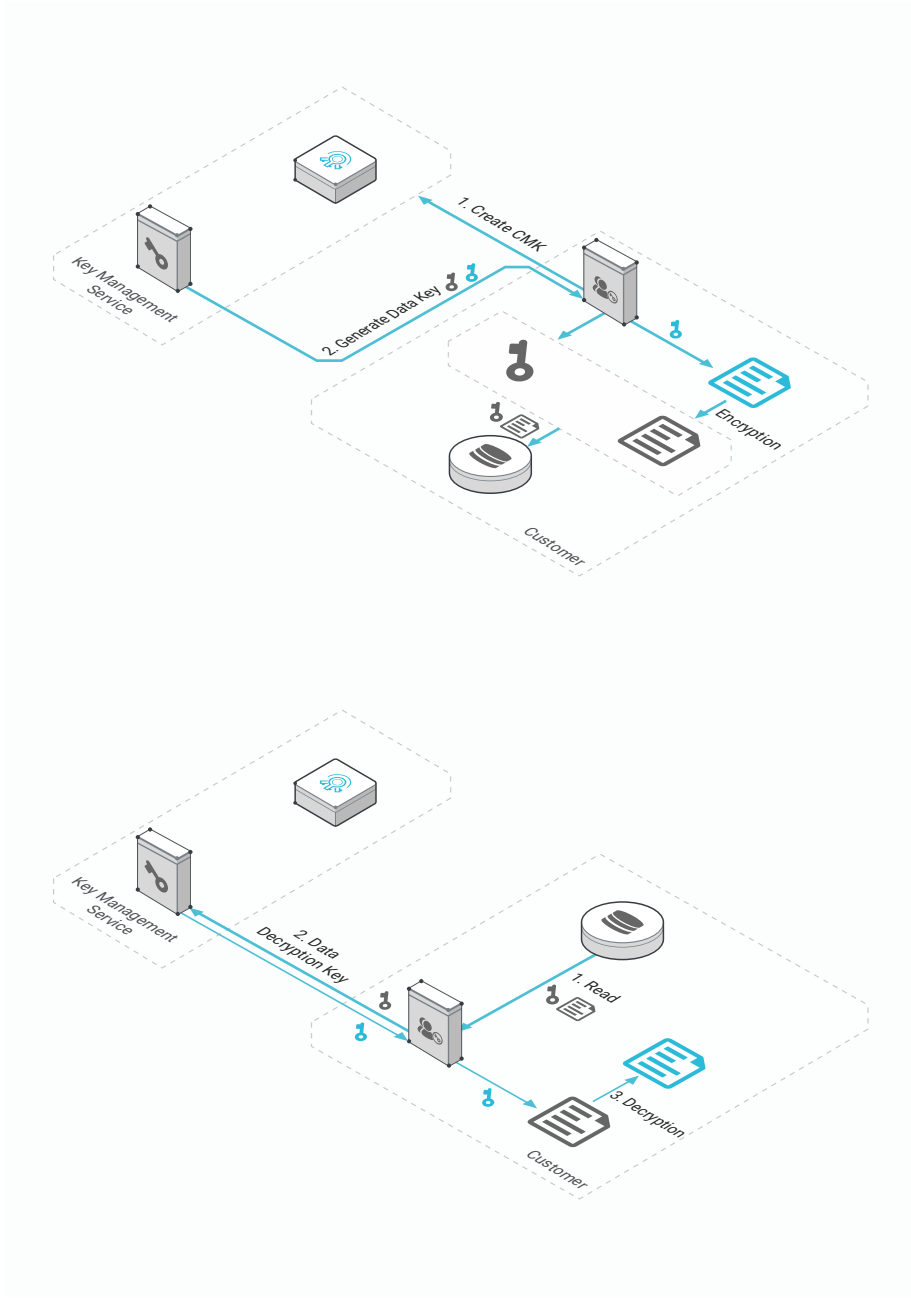 1. Create CMK
Key Management
Service
2. Generate Data Key
Encryption
Customer
Key Management
Service
2. Data
Decryption Key
1. Read
3. Decryption
Customer